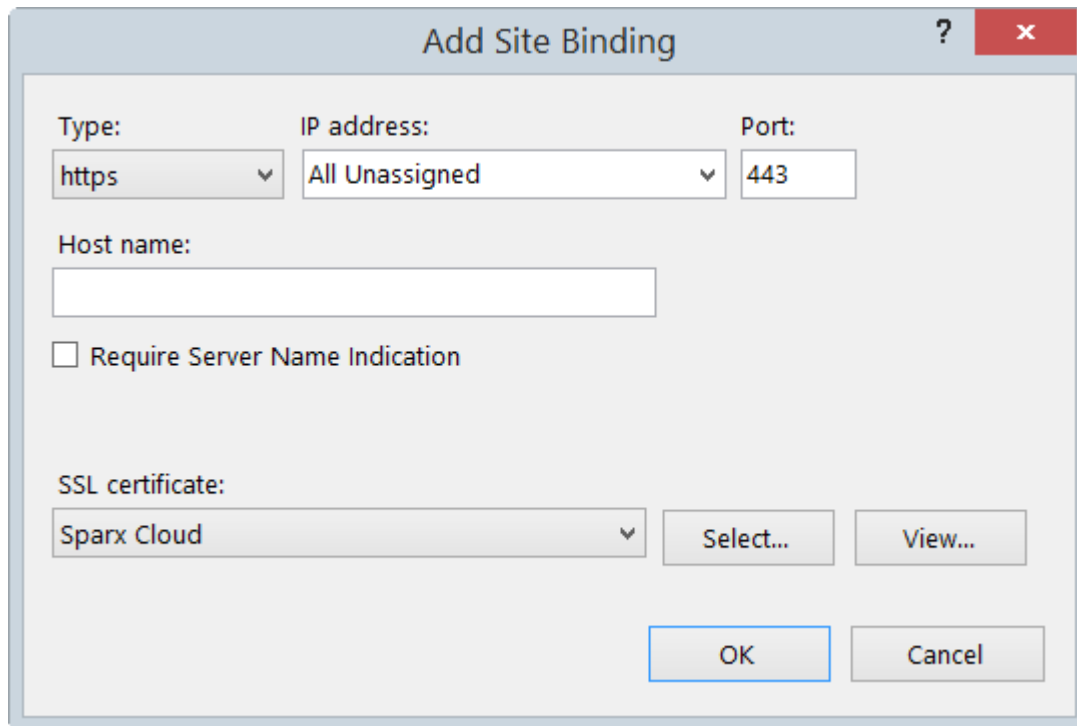 Add Site Binding
?
Type: IP address: Port:
https All Unassigned 443
Host name:
Require Server Name Indication
SSL certificate:
Sparx Cloud Select... View...
OK Cancel